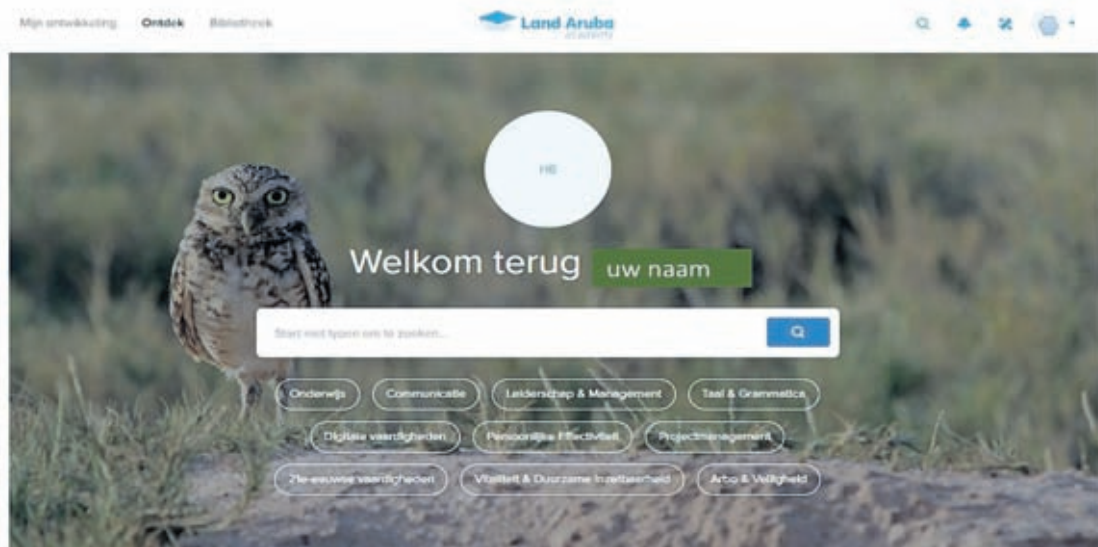 Mijn ontwikkeling Ontdek Bibliotheek
Land Aruba
academy
HE
Welkom terug uw naam
Start met typen om te zoeken...
Onderwijs Communicatie Leiderschap & Management Taal & Grammatica
Digitale vaardigheden Persoonlijke Effectiviteit Projectmanagement
21e-eeuwse vaardigheden Vitaliteit & Duurzame Inzetbaarheid Arbo & Veiligheid